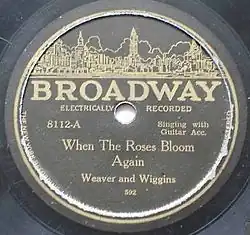 BROADWAY
ELECTRICALLY RECORDED
8112-A
Singing with
Guitar Acc.
When The Roses Bloom
Again
Weaver and Wiggins
592